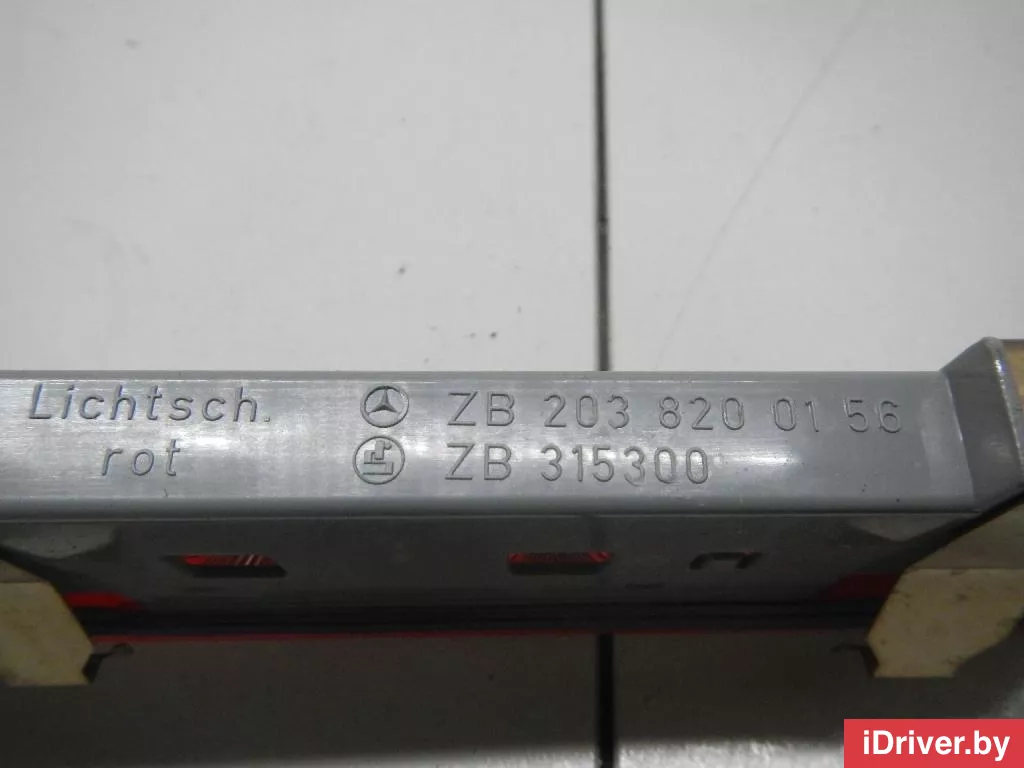 Lichtsch. ZB 203 820 01 56
rot ZB 315300
iDriver.by